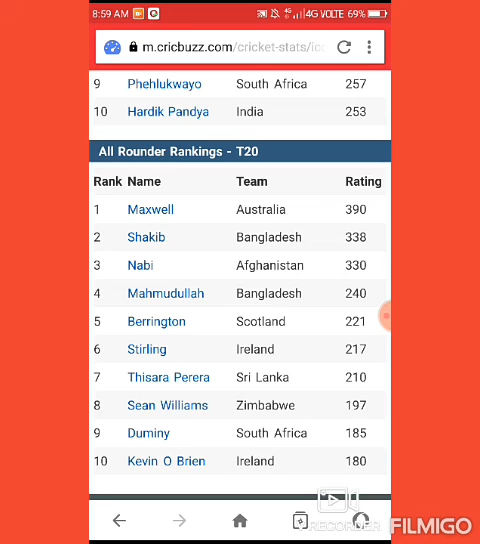 8:59 AM 4G 4G VOLTE 69%
m.cricbuzz.com/cricket-stats/icc
9 Phehlukwayo South Africa 257
10 Hardik Pandya India 253
All Rounder Rankings - T20
Rank Name Team Rating
1 Maxwell Australia 390
2 Shakib Bangladesh 338
3 Nabi Afghanistan 330
4 Mahmudullah Bangladesh 240
5 Berrington Scotland 221
6 Stirling Ireland 217
7 Thisara Perera Sri Lanka 210
8 Sean Williams Zimbabwe 197
9 Duminy South Africa 185
10 Kevin O Brien Ireland 180
RECORDER FILMIGO